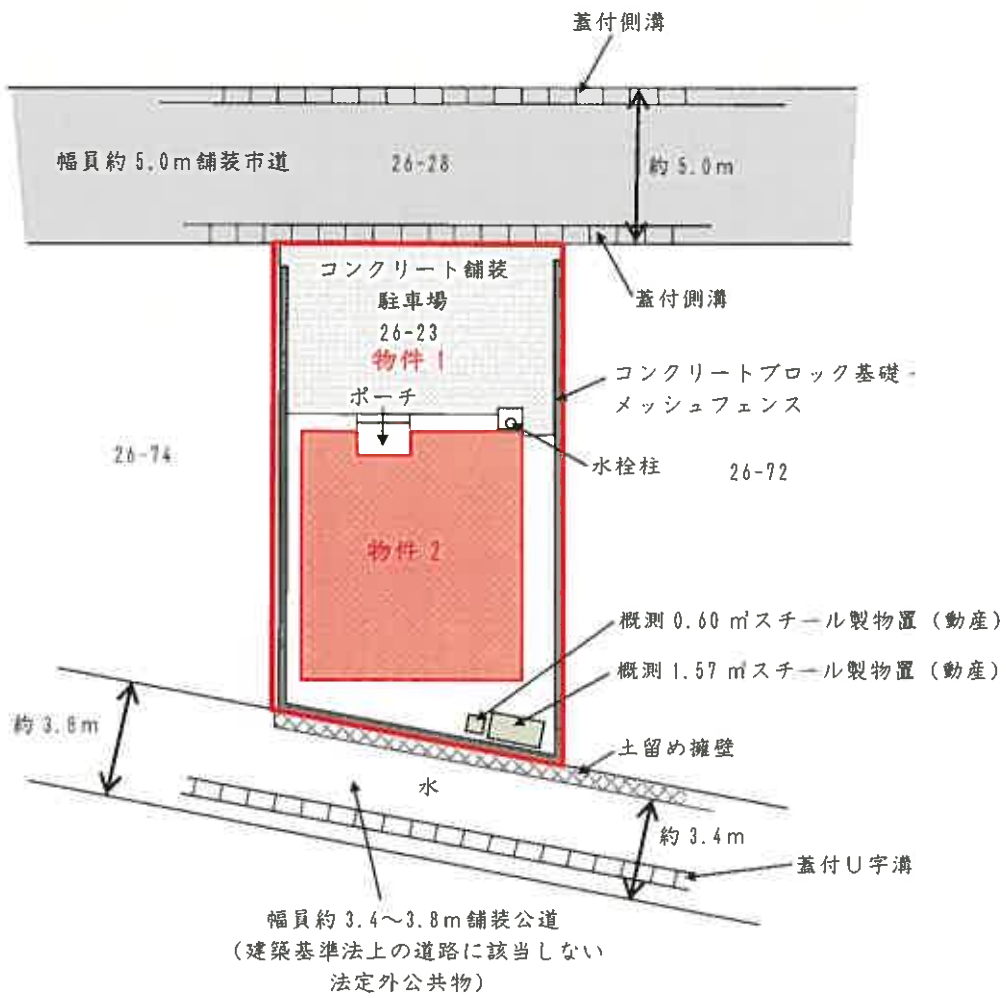 蓋付側溝
幅員約5.0m舗装市道
26-28
約5.0m
コンクリート舗装
駐車場
26-23
物件1
蓋付側溝
コンクリートブロック基礎・
メッシュフェンス
ポーチ
水栓柱
26-74
26-72
物件2
概測0.60㎡スチール製物置(動産)
概測1.57㎡スチール製物置(動産)
約3.8m
土留め擁壁
水
約3.4m
蓋付U字溝
幅員約3.4～3.8m舗装公道
(建築基準法上の道路に該当しない
法定外公共物)